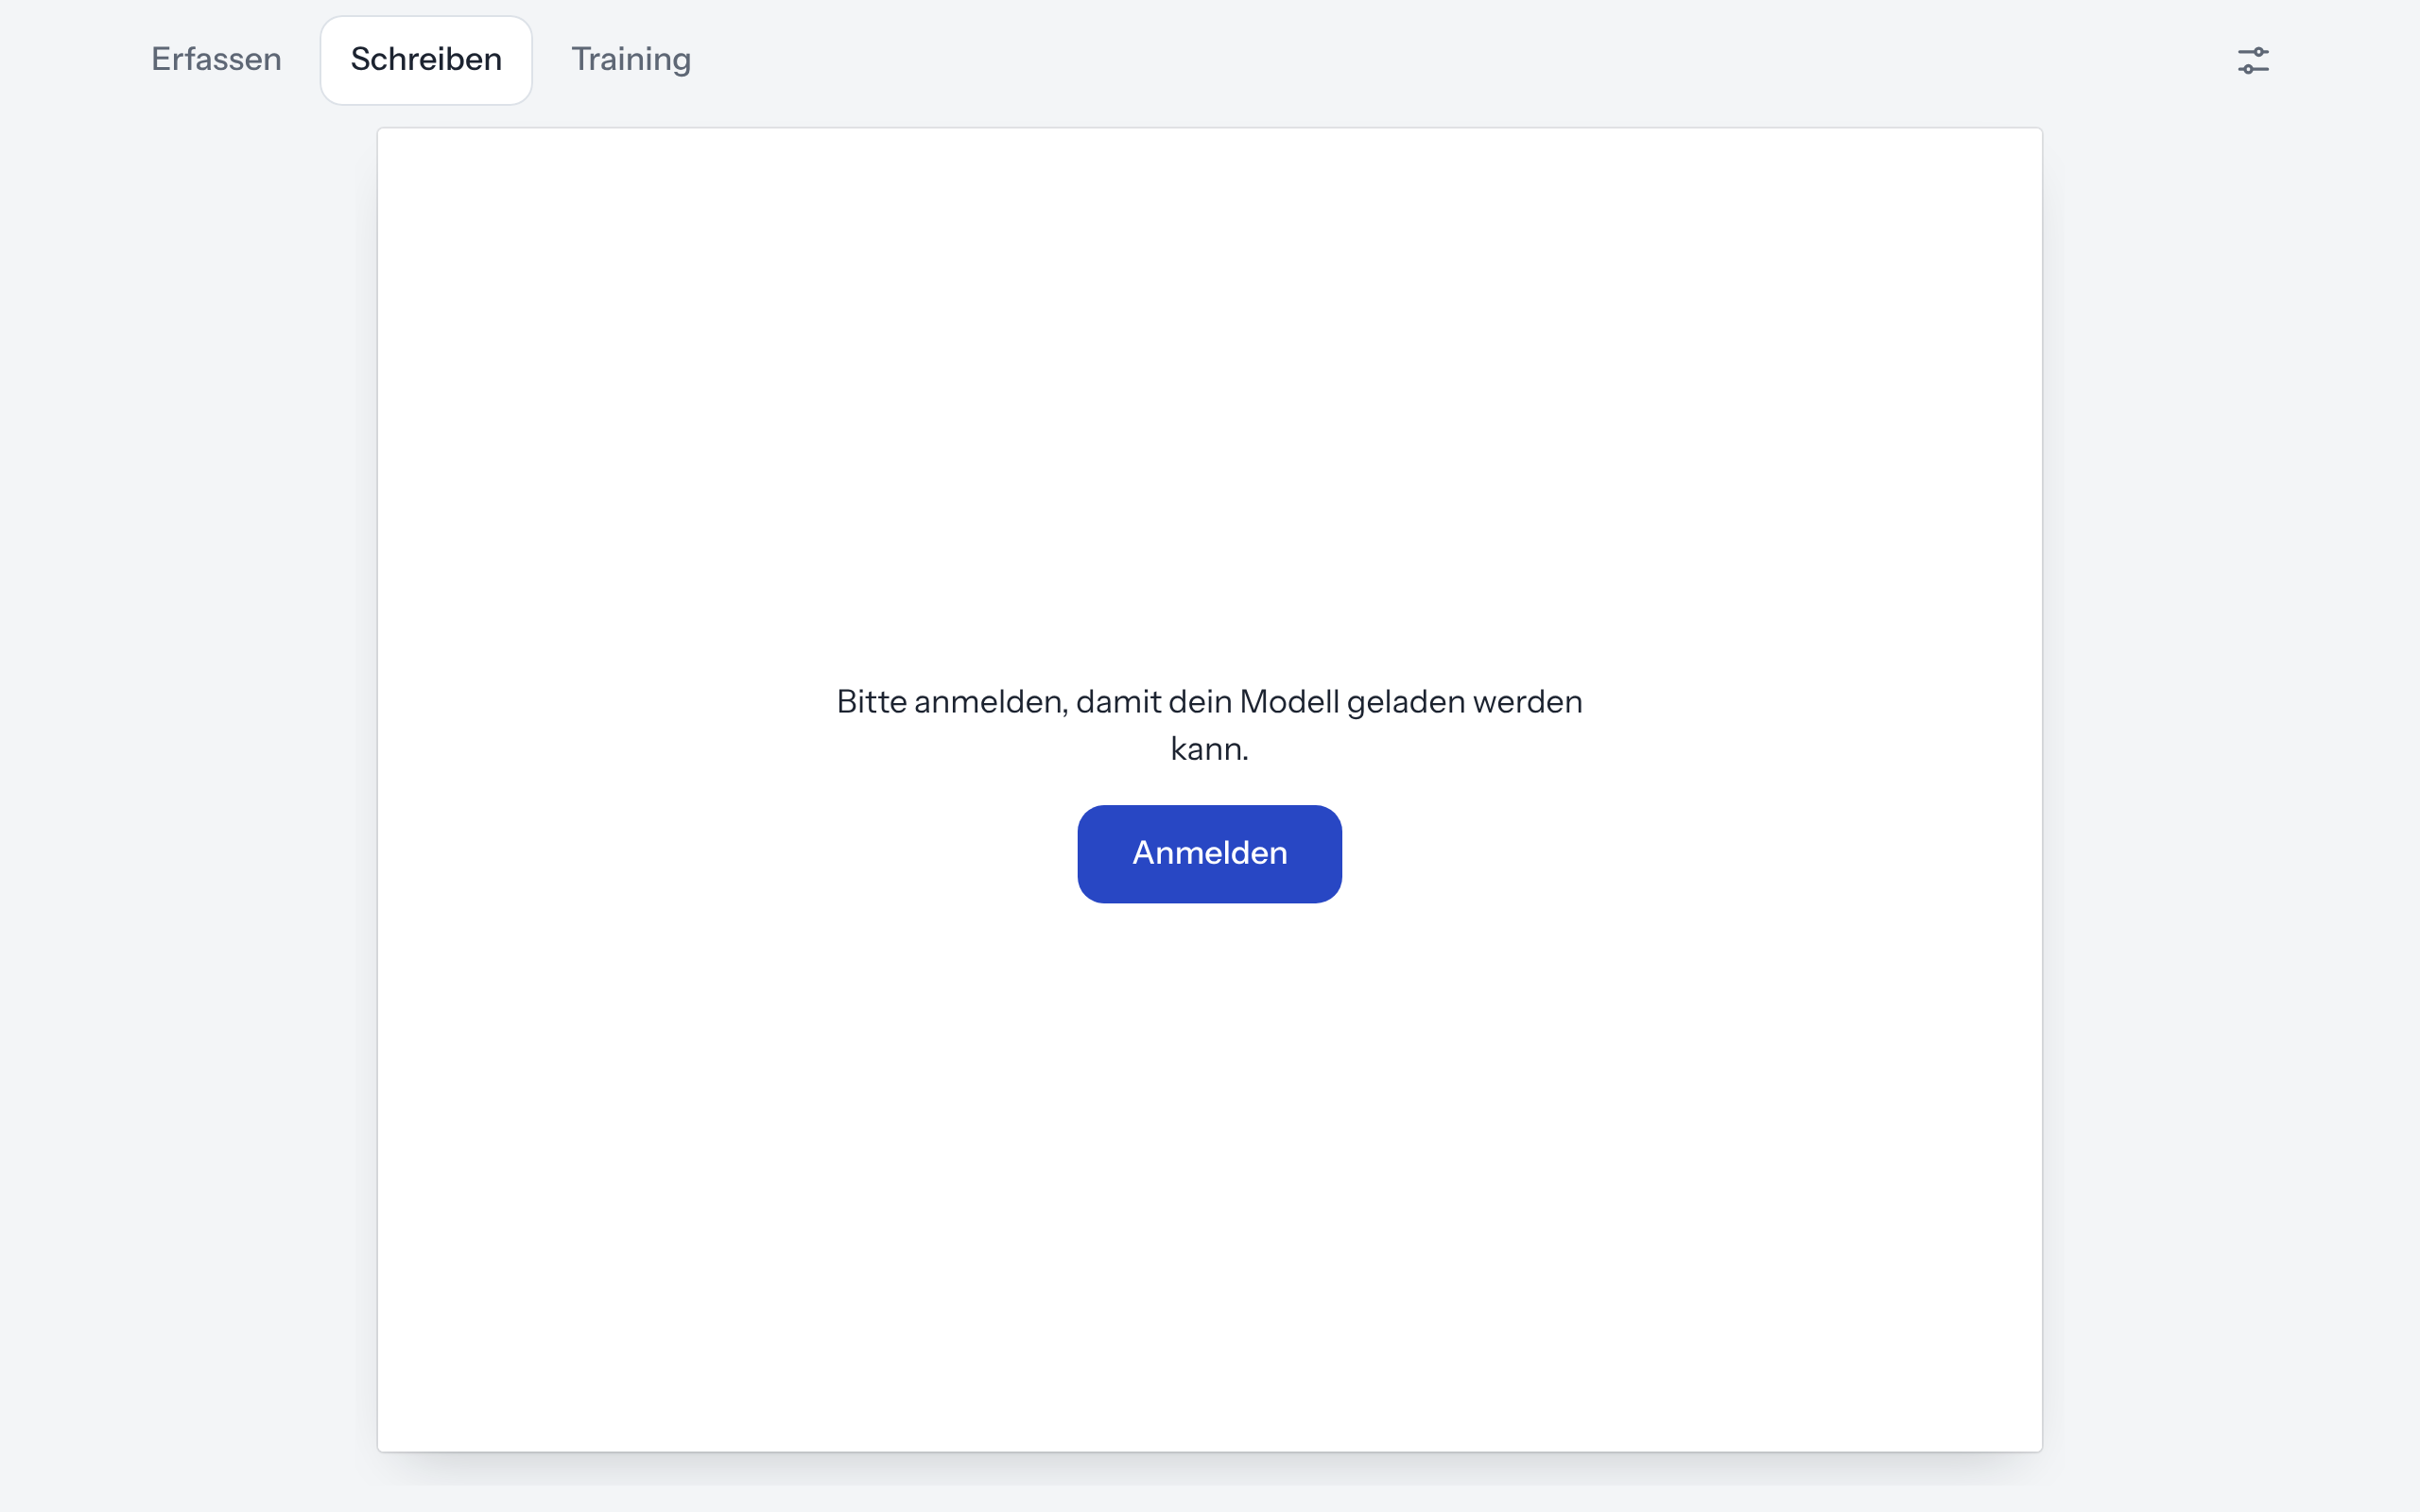 Erfassen
Schreiben
Training
Bitte anmelden, damit dein Modell geladen werden
kann.
Anmelden